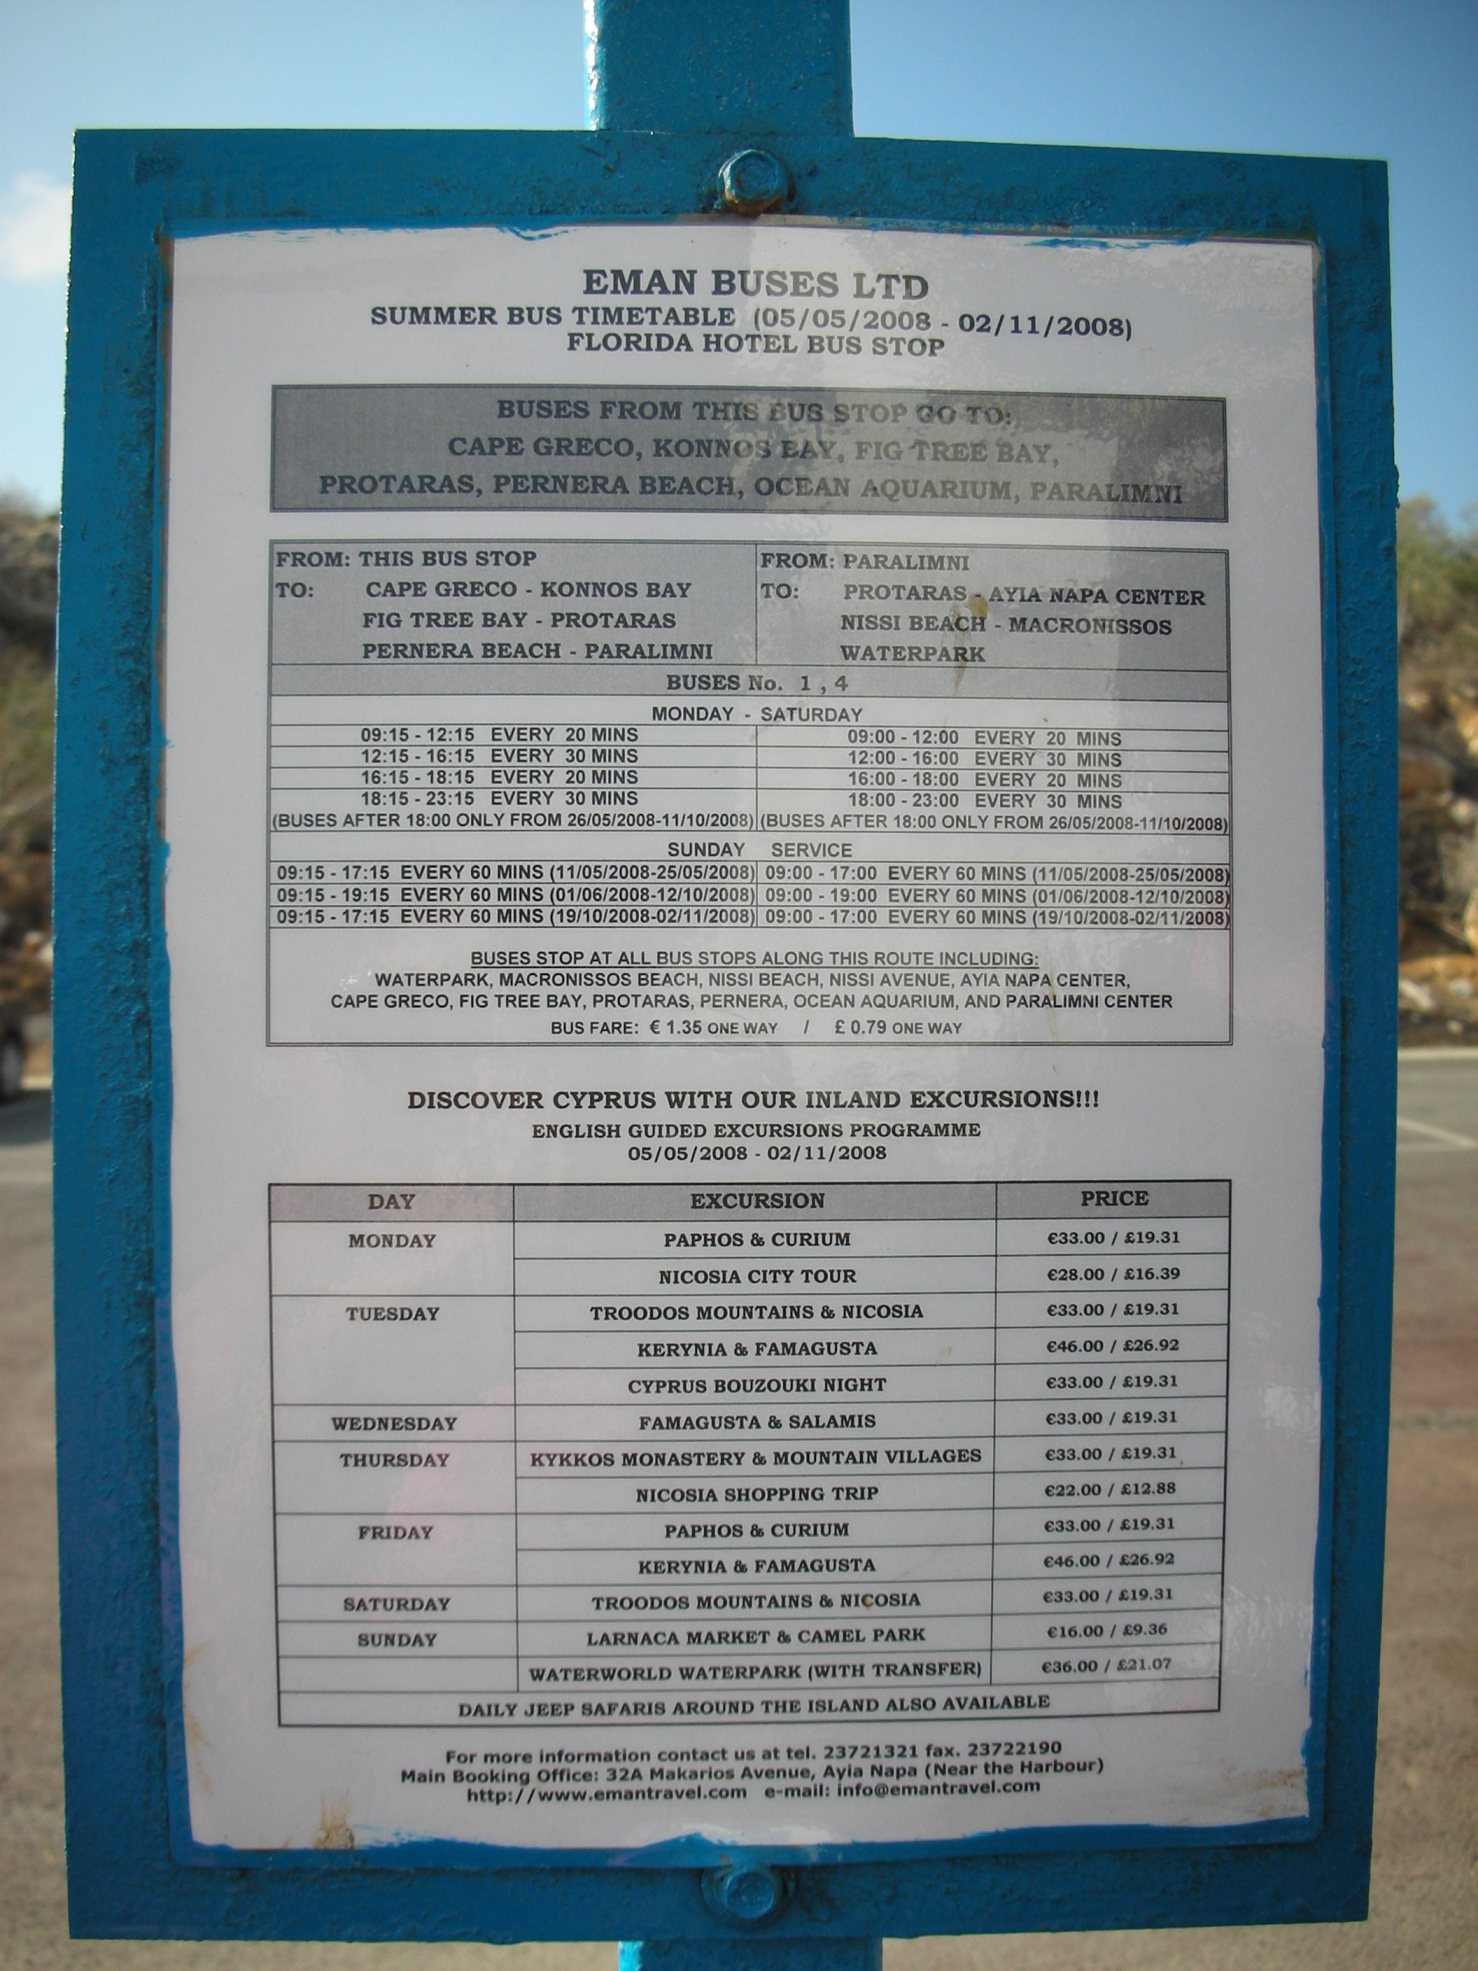 EMAN BUSES LTD
SUMMER BUS TIMETABLE (05/05/2008 - 02/11/2008)
FLORIDA HOTEL BUS STOP
BUSES FROM THIS BUS STOP GO TO:
CAPE GRECO, KONNOS BAY, FIG TREE BAY,
PROTARAS, PERNERA BEACH, OCEAN AQUARIUM, PARALIMNI
FROM: THIS BUS STOP FROM: PARALIMNI
TO: CAPE GRECO - KONNOS BAY TO: PROTARAS - AYIA NAPA CENTER
FIG TREE BAY - PROTARAS NISSI BEACH - MACRONISSOS
PERNERA BEACH - PARALIMNI WATERPARK
BUSES No. 1 , 4
MONDAY - SATURDAY
09:15 - 12:15 EVERY 20 MINS 09:00 - 12:00 EVERY 20 MINS
12:15 - 16:15 EVERY 30 MINS 12:00 - 16:00 EVERY 30 MINS
16:15 - 18:15 EVERY 20 MINS 16:00 - 18:00 EVERY 20 MINS
18:15 - 23:15 EVERY 30 MINS 18:00 - 23:00 EVERY 30 MINS
(BUSES AFTER 18:00 ONLY FROM 26/05/2008-11/10/2008) (BUSES AFTER 18:00 ONLY FROM 26/05/2008-11/10/2008)
SUNDAY SERVICE
09:15 - 17:15 EVERY 60 MINS (11/05/2008-25/05/2008) 09:00 - 17:00 EVERY 60 MINS (11/05/2008-25/05/2008)
09:15 - 19:15 EVERY 60 MINS (01/06/2008-12/10/2008) 09:00 - 19:00 EVERY 60 MINS (01/06/2008-12/10/2008)
09:15 - 17:15 EVERY 60 MINS (19/10/2008-02/11/2008) 09:00 - 17:00 EVERY 60 MINS (19/10/2008-02/11/2008)
BUSES STOP AT ALL BUS STOPS ALONG THIS ROUTE INCLUDING:
WATERPARK, MACRONISSOS BEACH, NISSI BEACH, NISSI AVENUE, AYIA NAPA CENTER,
CAPE GRECO, FIG TREE BAY, PROTARAS, PERNERA, OCEAN AQUARIUM, AND PARALIMNI CENTER
BUS FARE: € 1.35 ONE WAY / £ 0.79 ONE WAY
DISCOVER CYPRUS WITH OUR INLAND EXCURSIONS!!!
ENGLISH GUIDED EXCURSIONS PROGRAMME
05/05/2008 - 02/11/2008
DAY EXCURSION PRICE
MONDAY PAPHOS & CURIUM €33.00 / £19.31
NICOSIA CITY TOUR €28.00 / £16.39
TUESDAY TROODOS MOUNTAINS & NICOSIA €33.00 / £19.31
KERYNIA & FAMAGUSTA €46.00 / £26.92
CYPRUS BOUZOUKI NIGHT €33.00 / £19.31
WEDNESDAY FAMAGUSTA & SALAMIS €33.00 / £19.31
THURSDAY KYKKOS MONASTERY & MOUNTAIN VILLAGES €33.00 / £19.31
NICOSIA SHOPPING TRIP €22.00 / £12.88
FRIDAY PAPHOS & CURIUM €33.00 / £19.31
KERYNIA & FAMAGUSTA €46.00 / £26.92
SATURDAY TROODOS MOUNTAINS & NICOSIA €33.00 / £19.31
SUNDAY LARNACA MARKET & CAMEL PARK €16.00 / £9.36
WATERWORLD WATERPARK (WITH TRANSFER) €36.00 / £21.07
DAILY JEEP SAFARIS AROUND THE ISLAND ALSO AVAILABLE
For more information contact us at tel. 23721321 fax. 23722190
Main Booking Office: 32A Makarios Avenue, Ayia Napa (Near the Harbour)
http://www.emantravel.com e-mail: info@emantravel.com